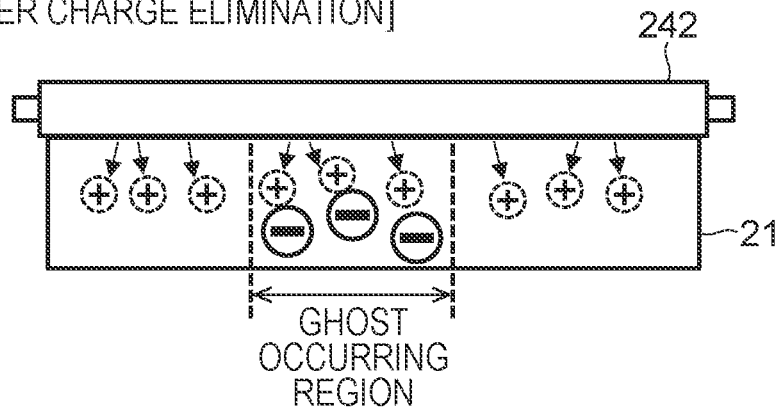 ER CHARGE ELIMINATION]
242
+ + + + + + + + +
− − −
21
GHOST
OCCURRING
REGION